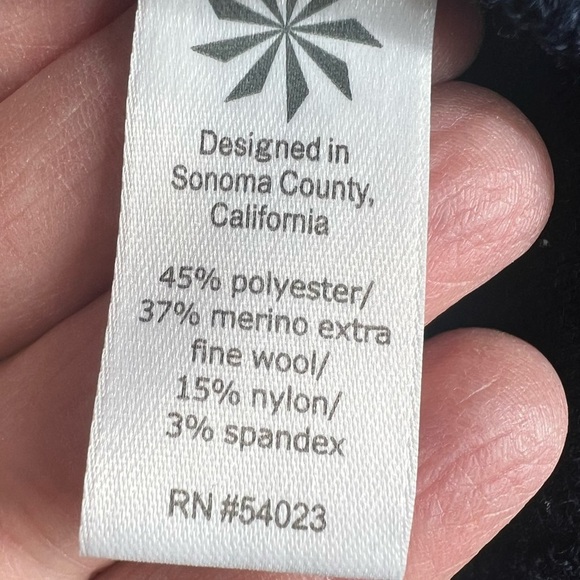 Designed in
Sonoma County,
California
45% polyester/
37% merino extra
fine wool/
15% nylon/
3% spandex
RN #54023